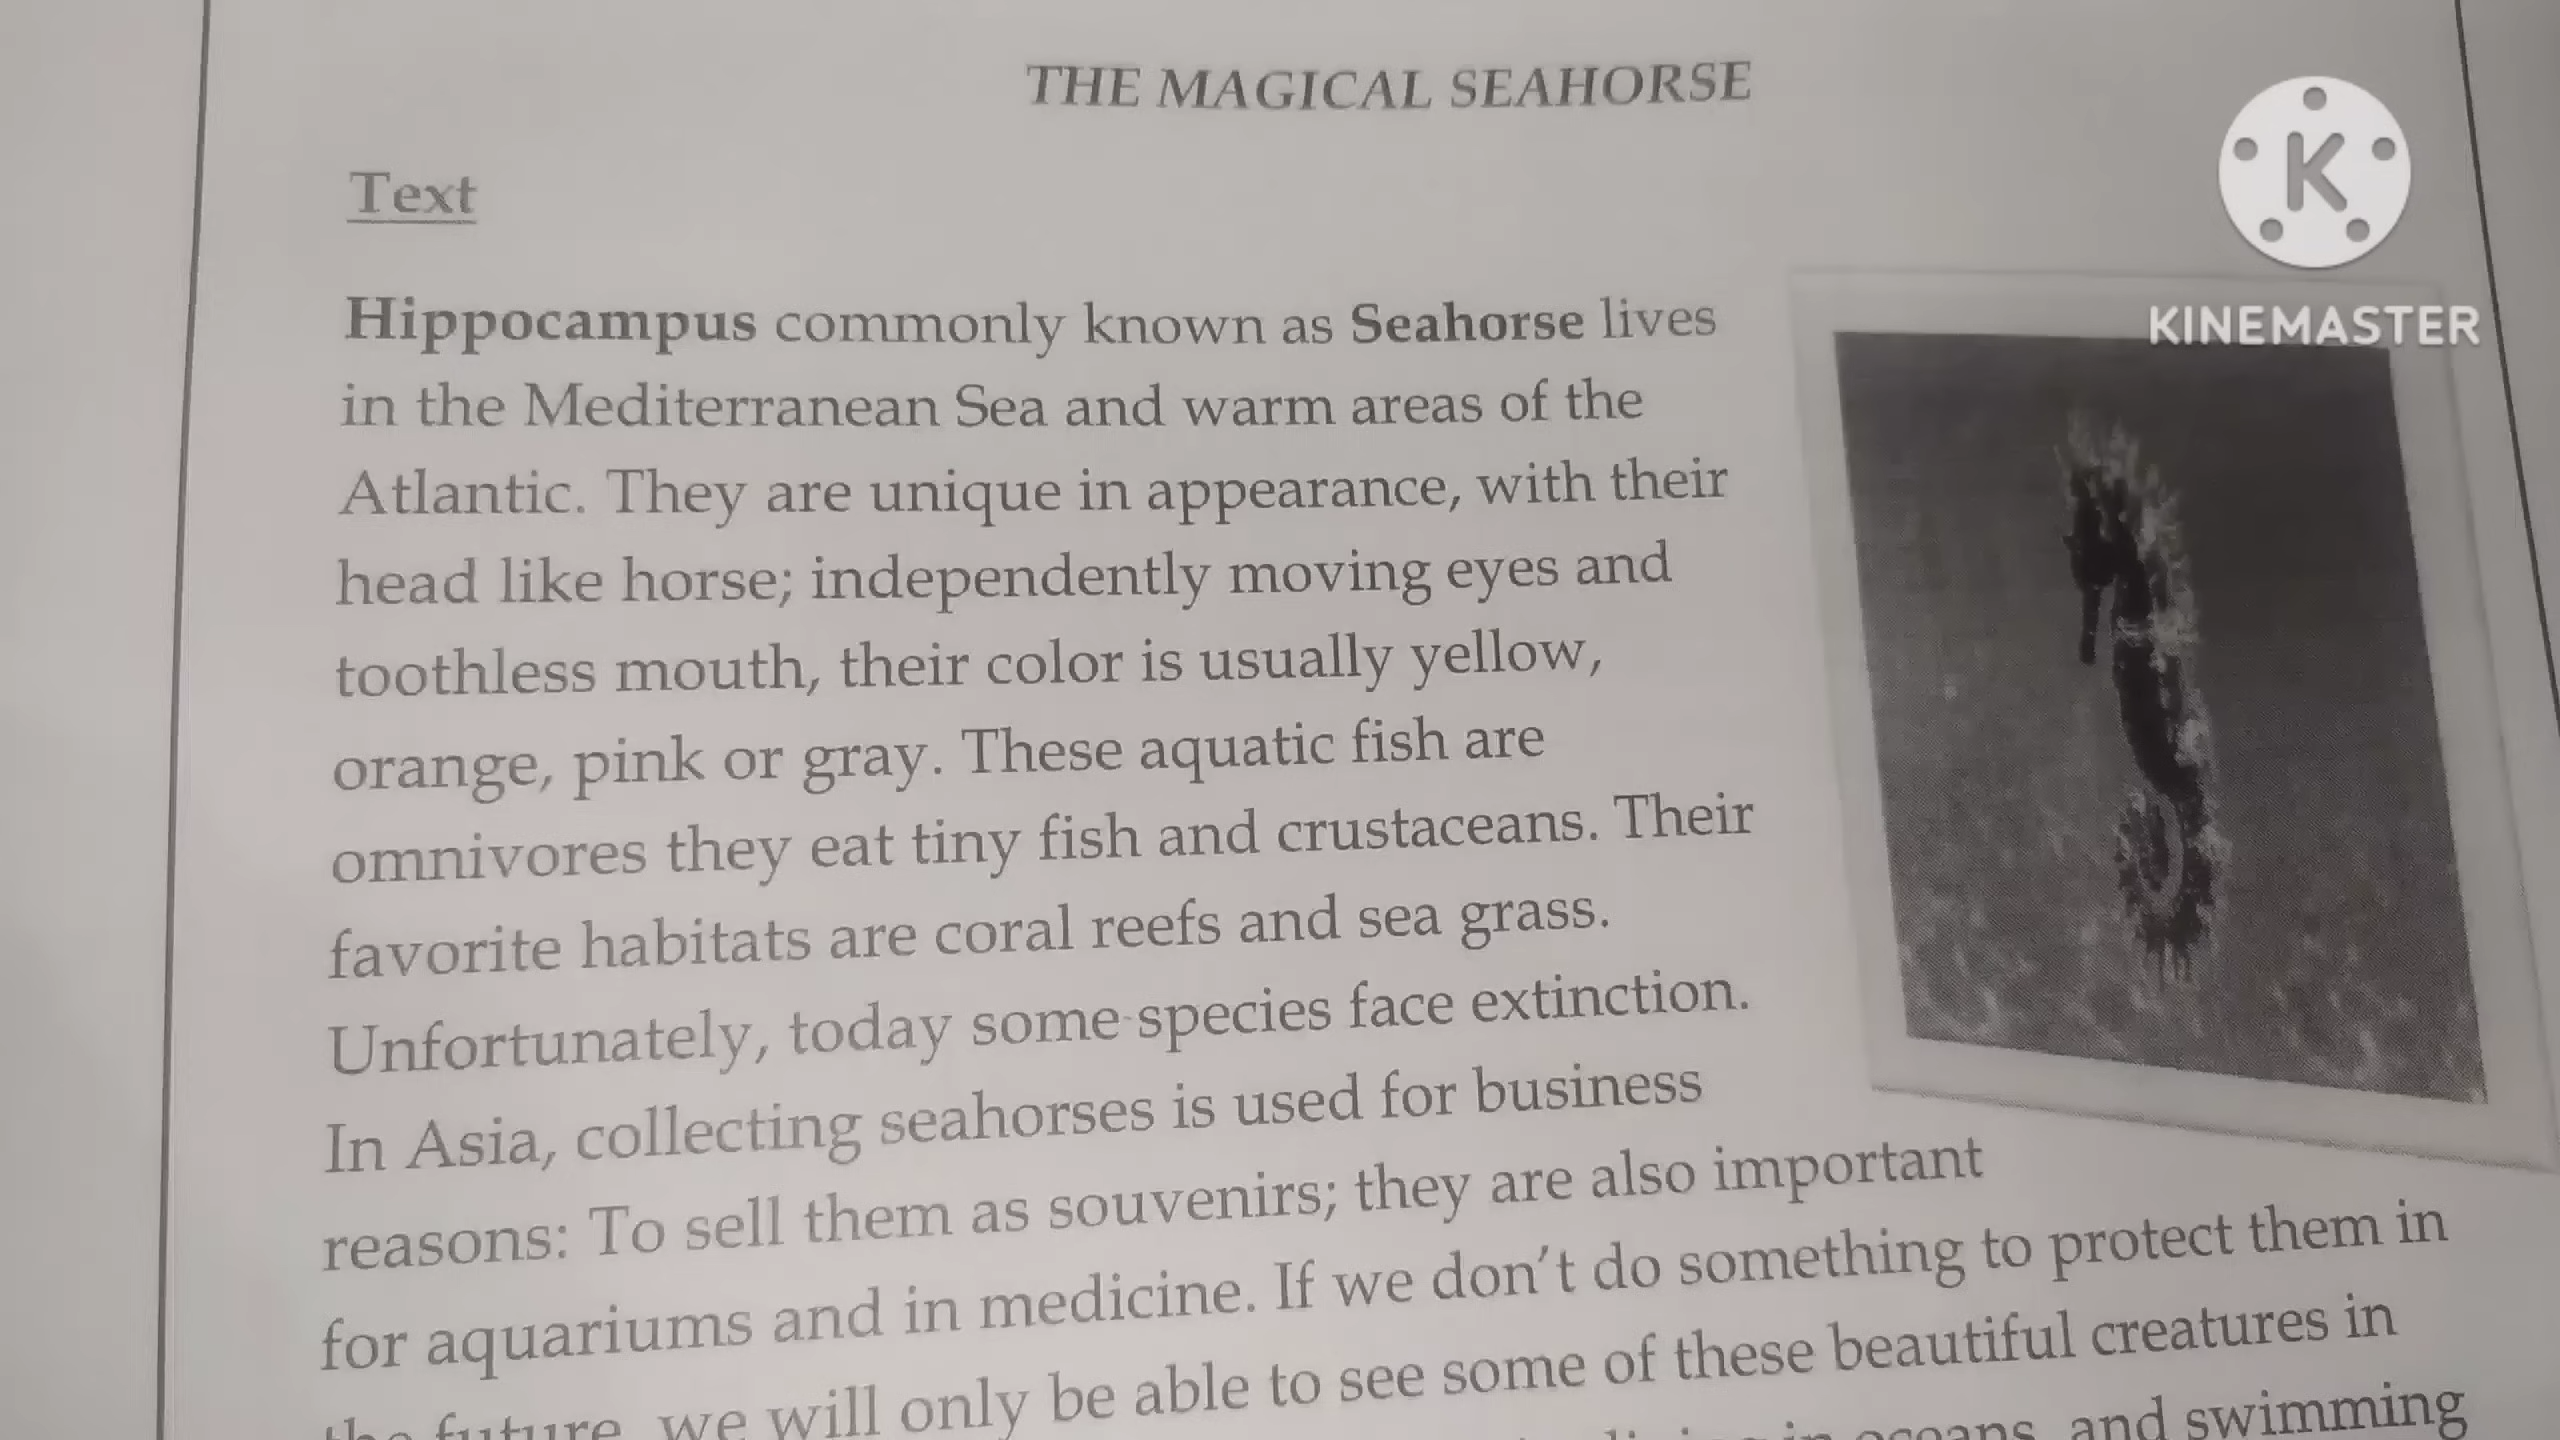 THE MAGICAL SEAHORSE
K
KINEMASTER
Text
Hippocampus commonly known as Seahorse lives
in the Mediterranean Sea and warm areas of the
Atlantic. They are unique in appearance, with their
head like horse; independently moving eyes and
toothless mouth, their color is usually yellow,
orange, pink or gray. These aquatic fish are
omnivores they eat tiny fish and crustaceans. Their
favorite habitats are coral reefs and sea grass.
Unfortunately, today some species face extinction.
In Asia, collecting seahorses is used for business
reasons: To sell them as souvenirs; they are also important
for aquariums and in medicine. If we don't do something to protect them in
the future, we will only be able to see some of these beautiful creatures in
in oceans, and swimming